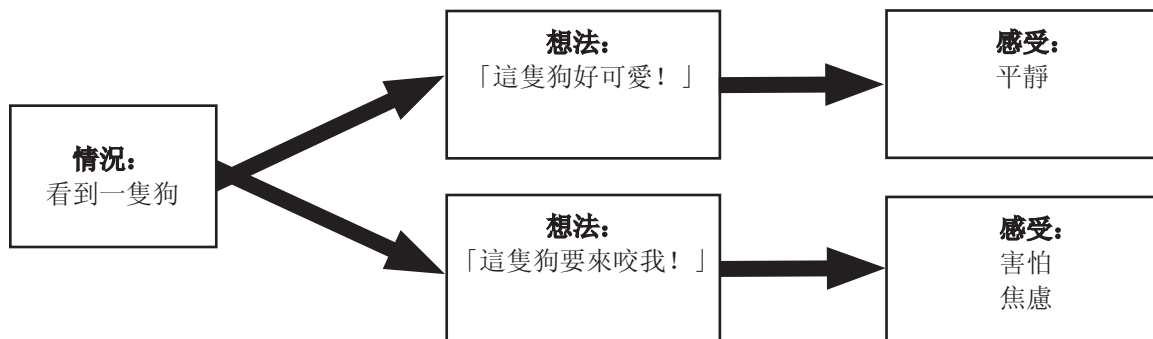 情況：
看到一隻狗
想法：
「這隻狗好可愛！」
感受：
平靜
想法：
「這隻狗要來咬我！」
感受：
害怕
焦慮